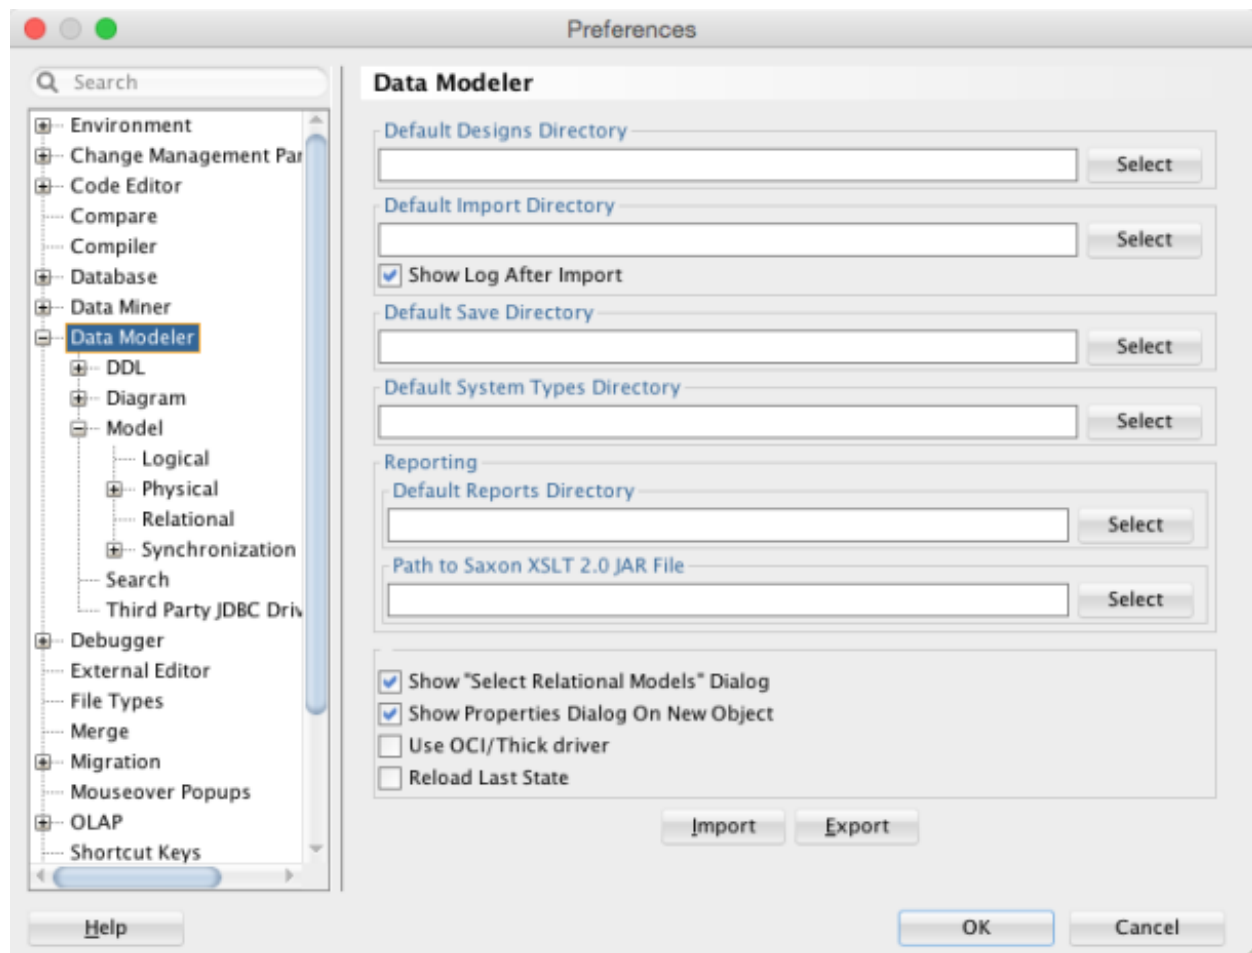 Preferences
Search
Environment
Change Management Par
Code Editor
Compare
Compiler
Database
Data Miner
Data Modeler
DDL
Diagram
Model
Logical
Physical
Relational
Synchronization
Search
Third Party JDBC Driv
Debugger
External Editor
File Types
Merge
Migration
Mouseover Popups
OLAP
Shortcut Keys
Data Modeler
Default Designs Directory
Select
Default Import Directory
Select
Show Log After Import
Default Save Directory
Select
Default System Types Directory
Select
Reporting
Default Reports Directory
Select
Path to Saxon XSLT 2.0 JAR File
Select
Show "Select Relational Models" Dialog
Show Properties Dialog On New Object
Use OCI/Thick driver
Reload Last State
Import Export
Help OK Cancel